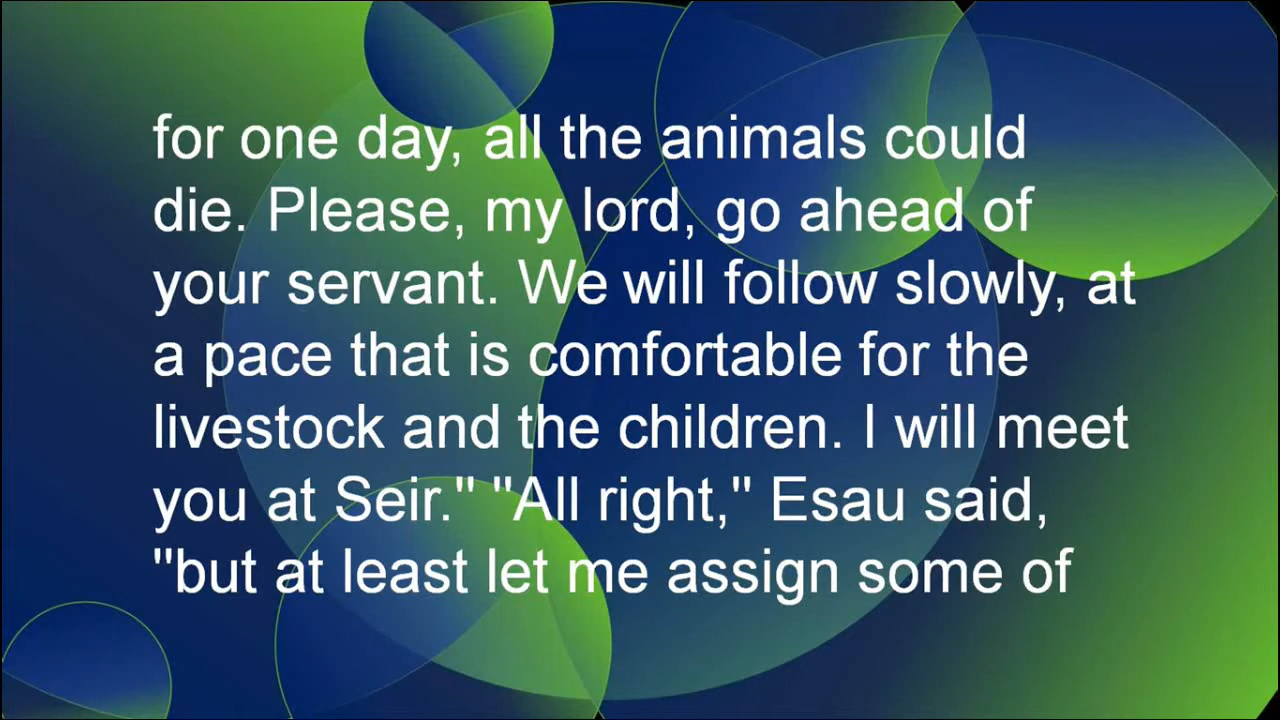 for one day, all the animals could
die. Please, my lord, go ahead of
your servant. We will follow slowly, at
a pace that is comfortable for the
livestock and the children. I will meet
you at Seir." "All right," Esau said,
"but at least let me assign some of